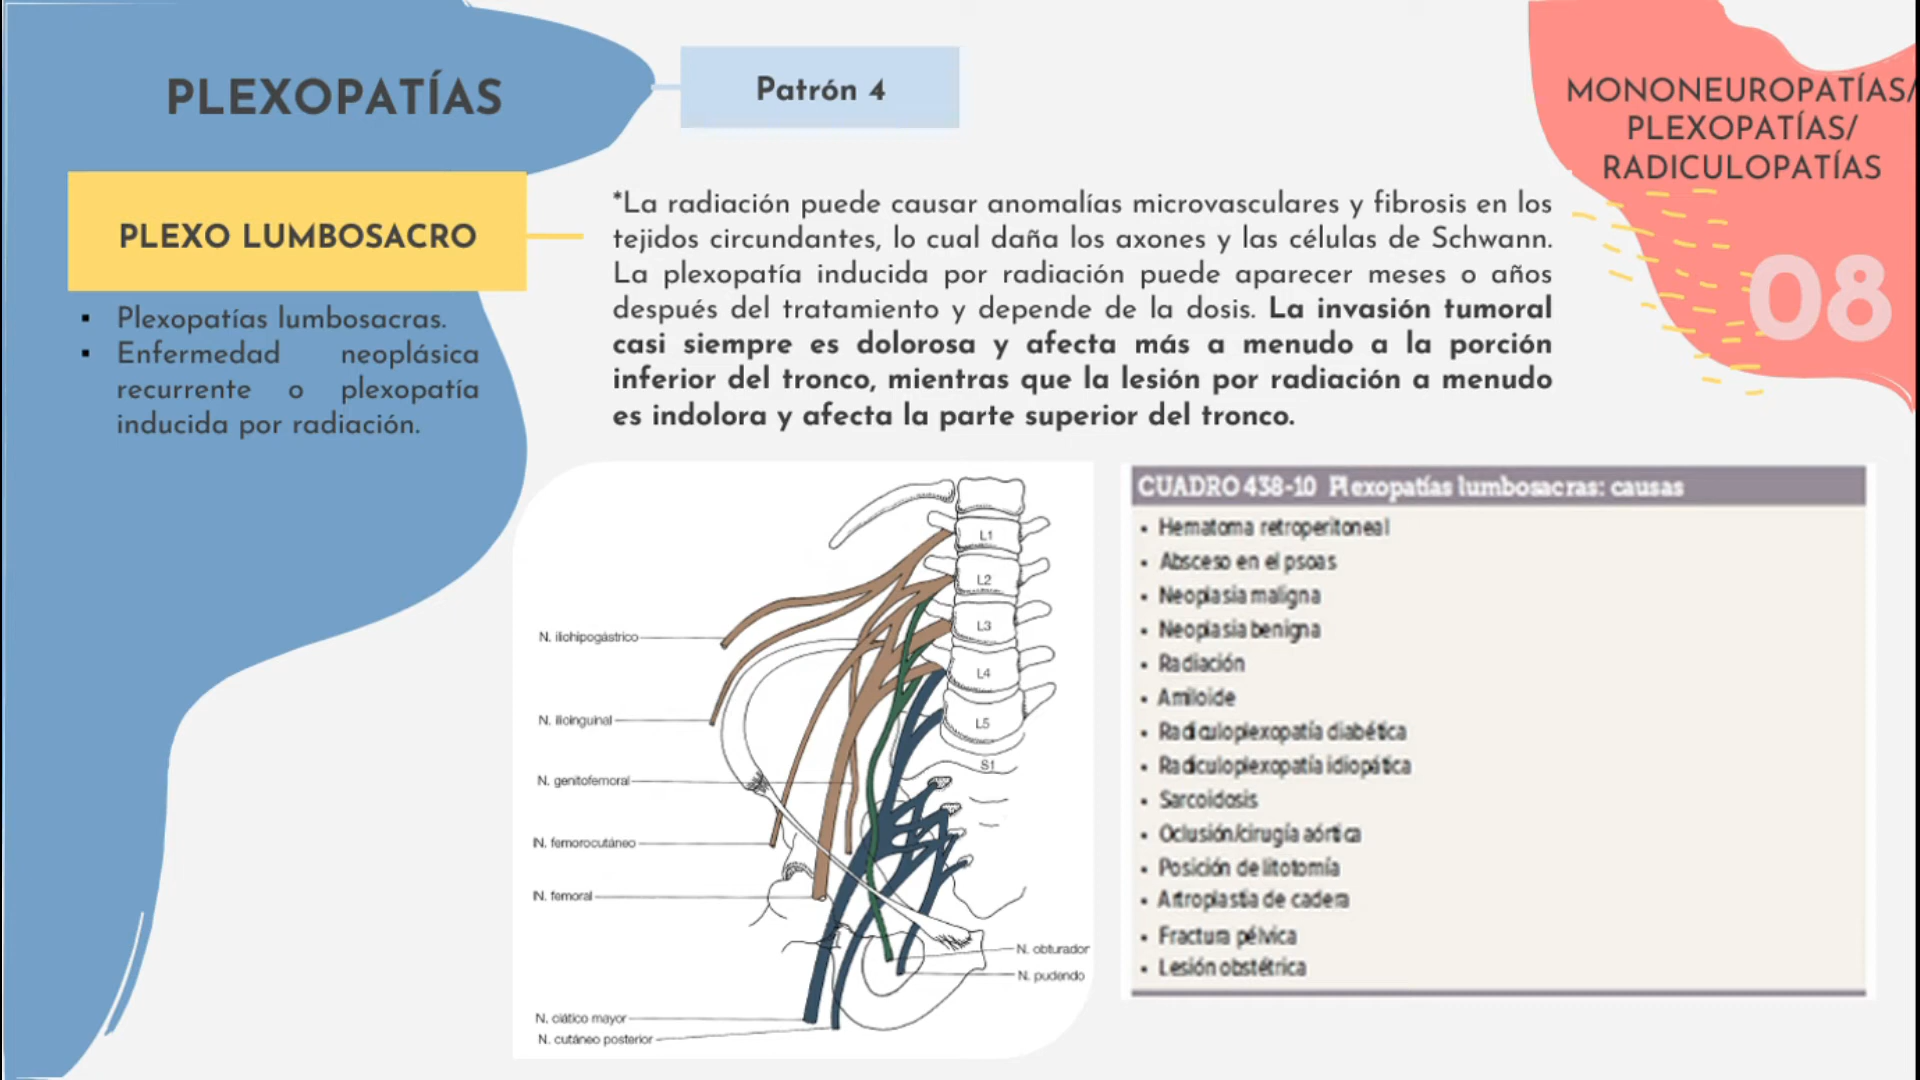 PLEXOPATÍAS
Patrón 4
MONONEUROPATÍAS/
PLEXOPATÍAS/
RADICULOPATÍAS
08
PLEXO LUMBOSACRO
▪ Plexopatías lumbosacras.
▪ Enfermedad neoplásica
recurrente o plexopatía
inducida por radiación.
*La radiación puede causar anomalías microvasculares y fibrosis en los
tejidos circundantes, lo cual daña los axones y las células de Schwann.
La plexopatía inducida por radiación puede aparecer meses o años
después del tratamiento y depende de la dosis. La invasión tumoral
casi siempre es dolorosa y afecta más a menudo a la porción
inferior del tronco, mientras que la lesión por radiación a menudo
es indolora y afecta la parte superior del tronco.
L1
L2
L3
L4
L5
S1
N. iliohipogástrico
N. ilioinguinal
N. genitofemoral
N. femorocutáneo
N. femoral
N. obturador
N. pudendo
N. ciático mayor
N. cutáneo posterior
CUADRO 438-10 Plexopatías lumbosacras: causas
• Hematoma retroperitoneal
• Absceso en el psoas
• Neoplasia maligna
• Neoplasia benigna
• Radiación
• Amiloide
• Radiculoplexopatía diabética
• Radiculoplexopatía idiopática
• Sarcoidosis
• Oclusión/cirugía aórtica
• Posición de litotomía
• Artroplastia de cadera
• Fractura pélvica
• Lesión obstétrica